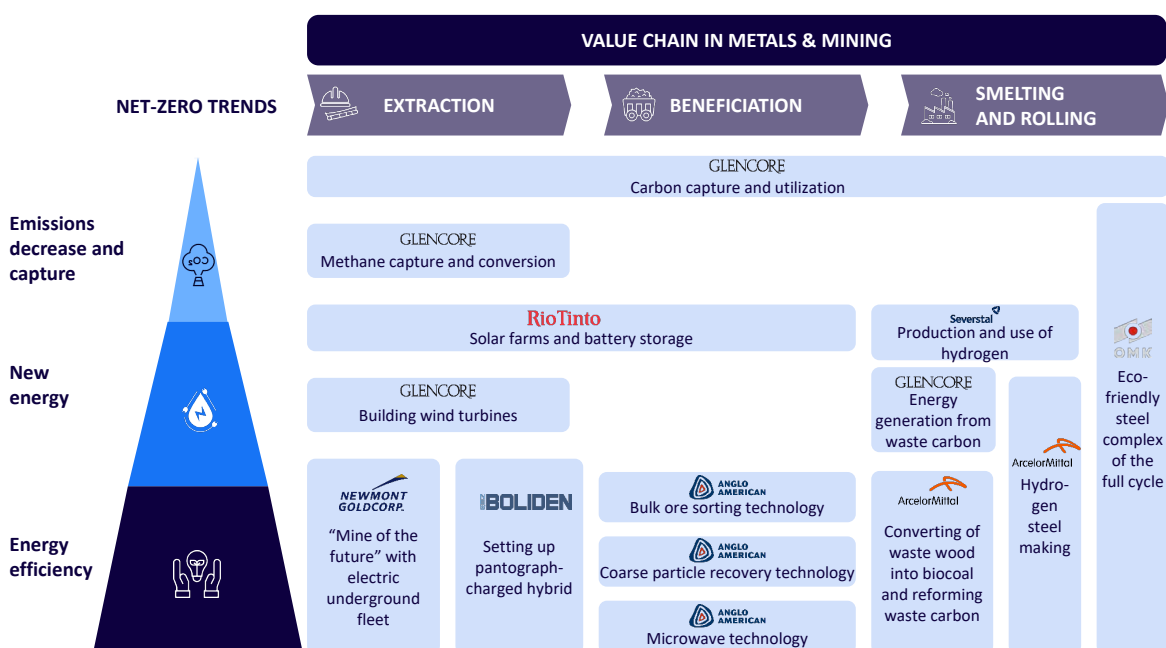 VALUE CHAIN IN METALS & MINING
NET-ZERO TRENDS
EXTRACTION
BENEFICIATION
SMELTING
AND ROLLING
GLENCORE
Carbon capture and utilization
Emissions
decrease and
capture
CO₂
GLENCORE
Methane capture and conversion
RioTinto
Solar farms and battery storage
Severstal
Production and use of
hydrogen
OMK
Eco-
friendly
steel
complex
of the
full cycle
New
energy
GLENCORE
Building wind turbines
GLENCORE
Energy
generation from
waste carbon
ArcelorMittal
Hydro-
gen
steel
making
Energy
efficiency
NEWMONT
GOLDCORP.
“Mine of the
future” with
electric
underground
fleet
BOLIDEN
Setting up
pantograph-
charged hybrid
ANGLO
AMERICAN
Bulk ore sorting technology
ANGLO
AMERICAN
Coarse particle recovery technology
ANGLO
AMERICAN
Microwave technology
ArcelorMittal
Converting of
waste wood
into biocoal
and reforming
waste carbon